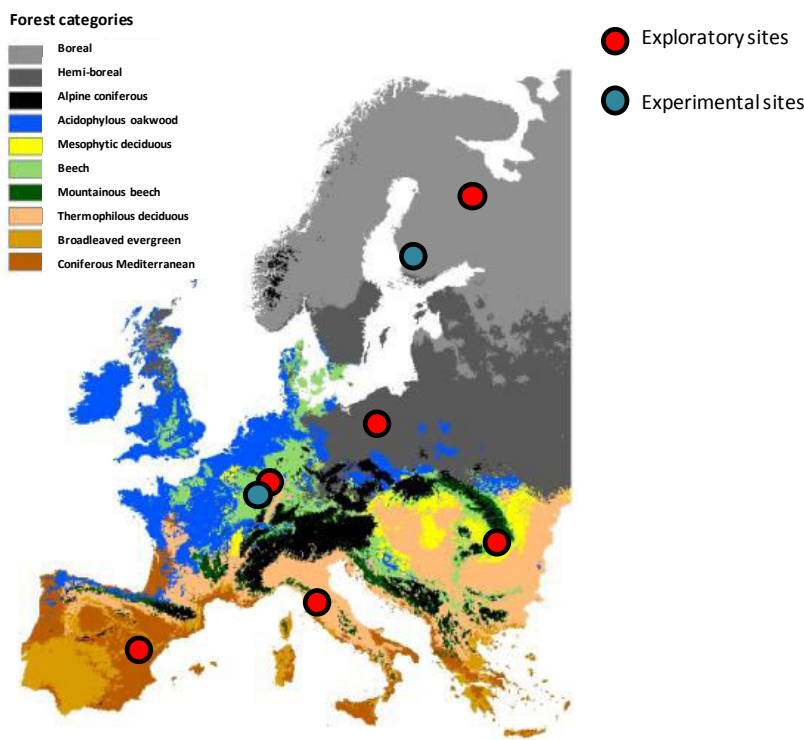 Forest categories
Boreal
Hemi-boreal
Alpine coniferous
Acidophylous oakwood
Mesophytic deciduous
Beech
Mountainous beech
Thermophilous deciduous
Broadleaved evergreen
Coniferous Mediterranean
Exploratory sites
Experimental sites